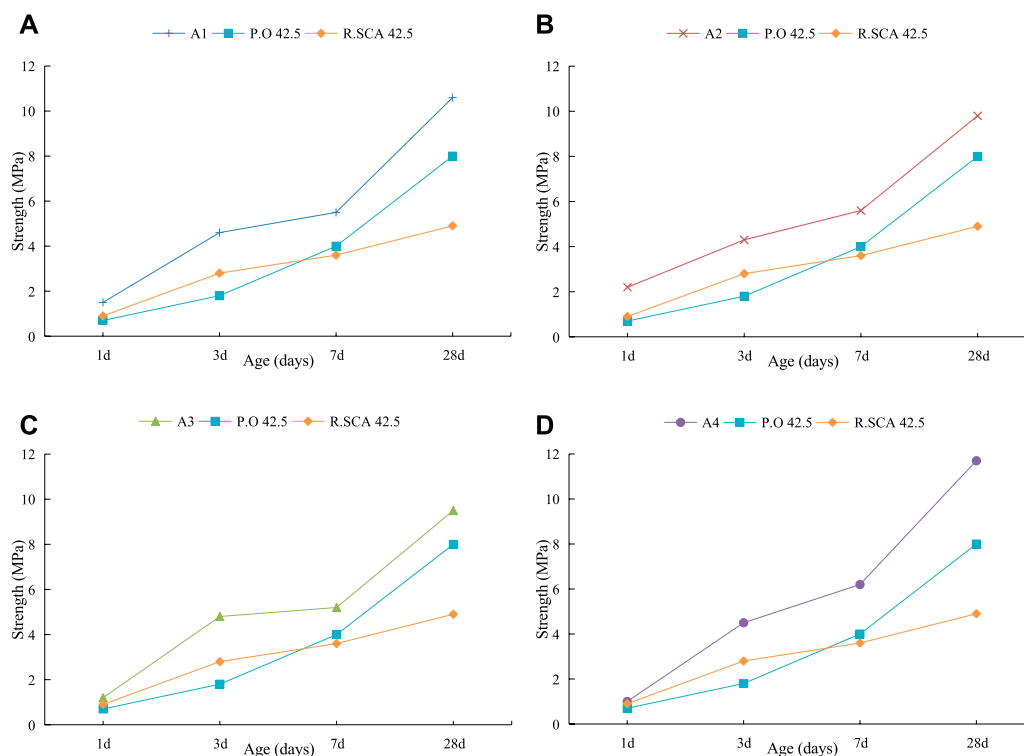 A
A1 P.O 42.5 R.SCA 42.5
12
10
8
6
4
2
0
Strength (MPa)
1d 3d 7d 28d
Age (days)
B
A2 P.O 42.5 R.SCA 42.5
12
10
8
6
4
2
0
Strength (MPa)
1d 3d 7d 28d
Age (days)
C
A3 P.O 42.5 R.SCA 42.5
12
10
8
6
4
2
0
Strength (MPa)
1d 3d 7d 28d
Age (days)
D
A4 P.O 42.5 R.SCA 42.5
12
10
8
6
4
2
0
Strength (MPa)
1d 3d 7d 28d
Age (days)